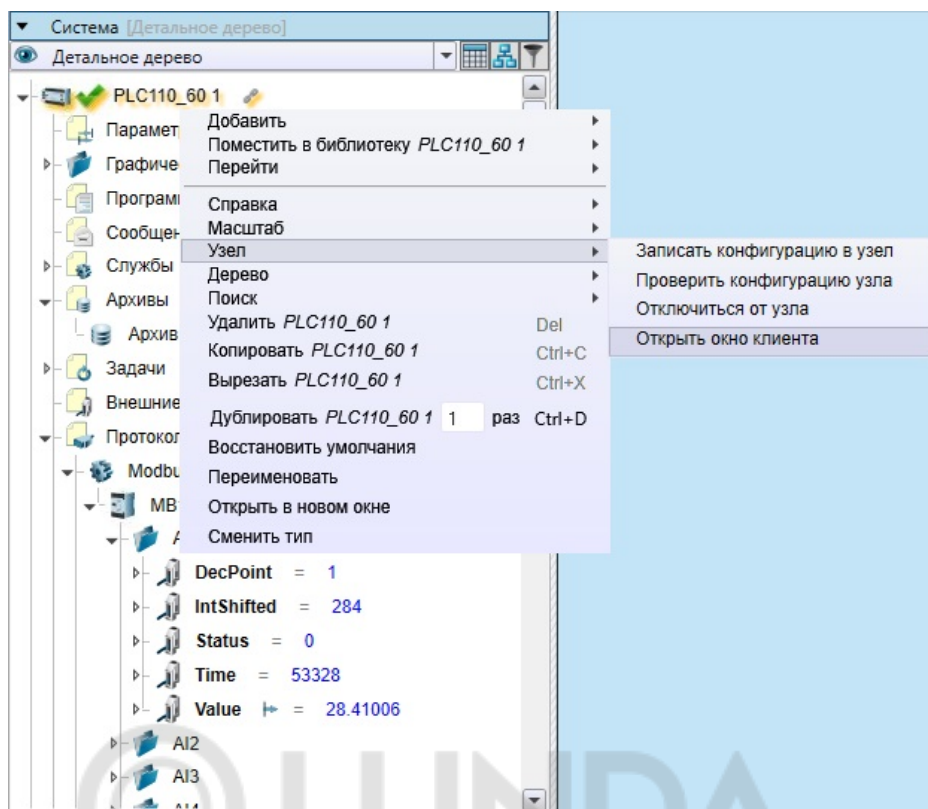 Система [Детальное дерево]
Детальное дерево
PLC110_60 1
Добавить
Поместить в библиотеку PLC110_60 1
Перейти
Справка
Масштаб
Узел
Дерево
Поиск
Удалить PLC110_60 1 Del
Копировать PLC110_60 1 Ctrl+C
Вырезать PLC110_60 1 Ctrl+X
Дублировать PLC110_60 1 1 раз Ctrl+D
Восстановить умолчания
Переименовать
Открыть в новом окне
Сменить тип
Записать конфигурацию в узел
Проверить конфигурацию узла
Отключиться от узла
Открыть окно клиента
Парамет
Графиче
Програм
Сообщен
Службы
Архивы
Архив
Задачи
Внешние
Протокол
Modbu
MB
DecPoint = 1
IntShifted = 284
Status = 0
Time = 53328
Value = 28.41006
AI2
AI3
AI4
LUNDA